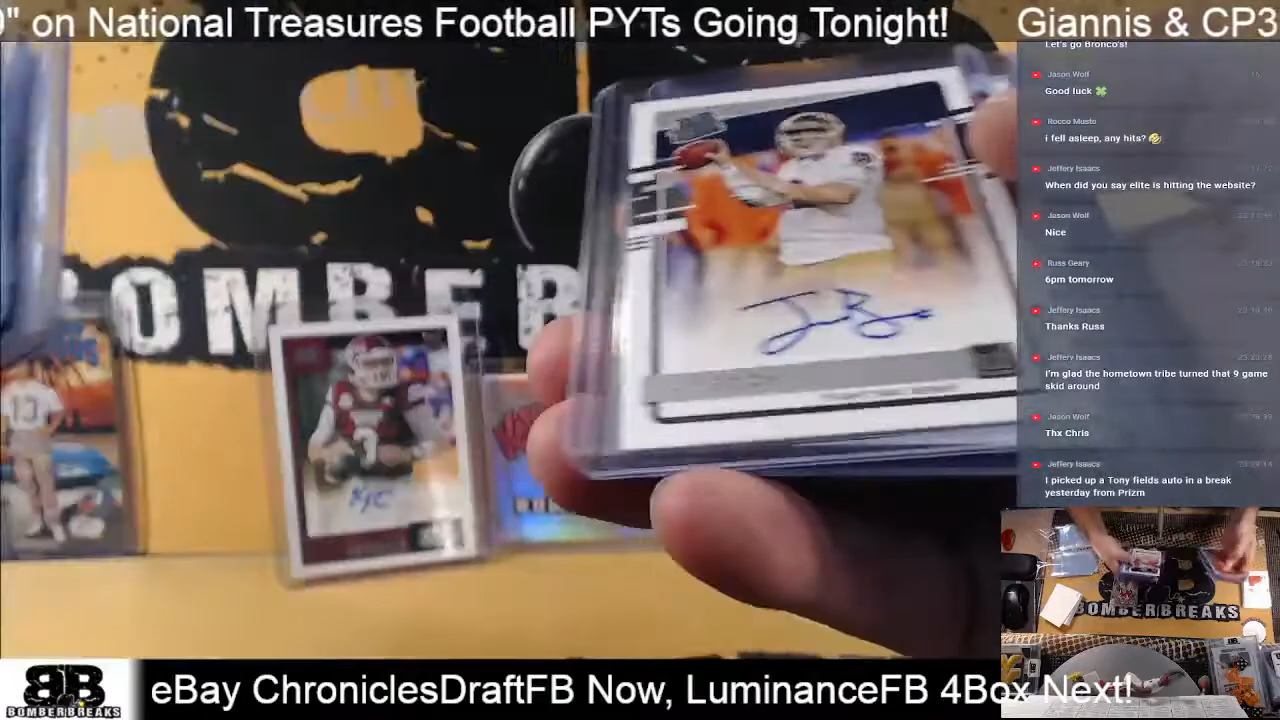 " on National Treasures Football PYTs Going Tonight!
Giannis & CP3
Let's go Bronco's!
Jason Wolf
Good luck 🍀
Rocco Musto
i fell asleep, any hits? 🤣
Jeffery Isaacs
When did you say elite is hitting the website?
Jason Wolf
Nice
Russ Geary
6pm tomorrow
Jeffery Isaacs
Thanks Russ
Jeffery Isaacs
I'm glad the hometown tribe turned that 9 game
skid around
Jason Wolf
Thx Chris
Jeffery Isaacs
I picked up a Tony fields auto in a break
yesterday from Prizm
OMBER B
BOMBERBREAKS
BOMBERBREAKS
eBay ChroniclesDraftFB Now, LuminanceFB 4Box Next!